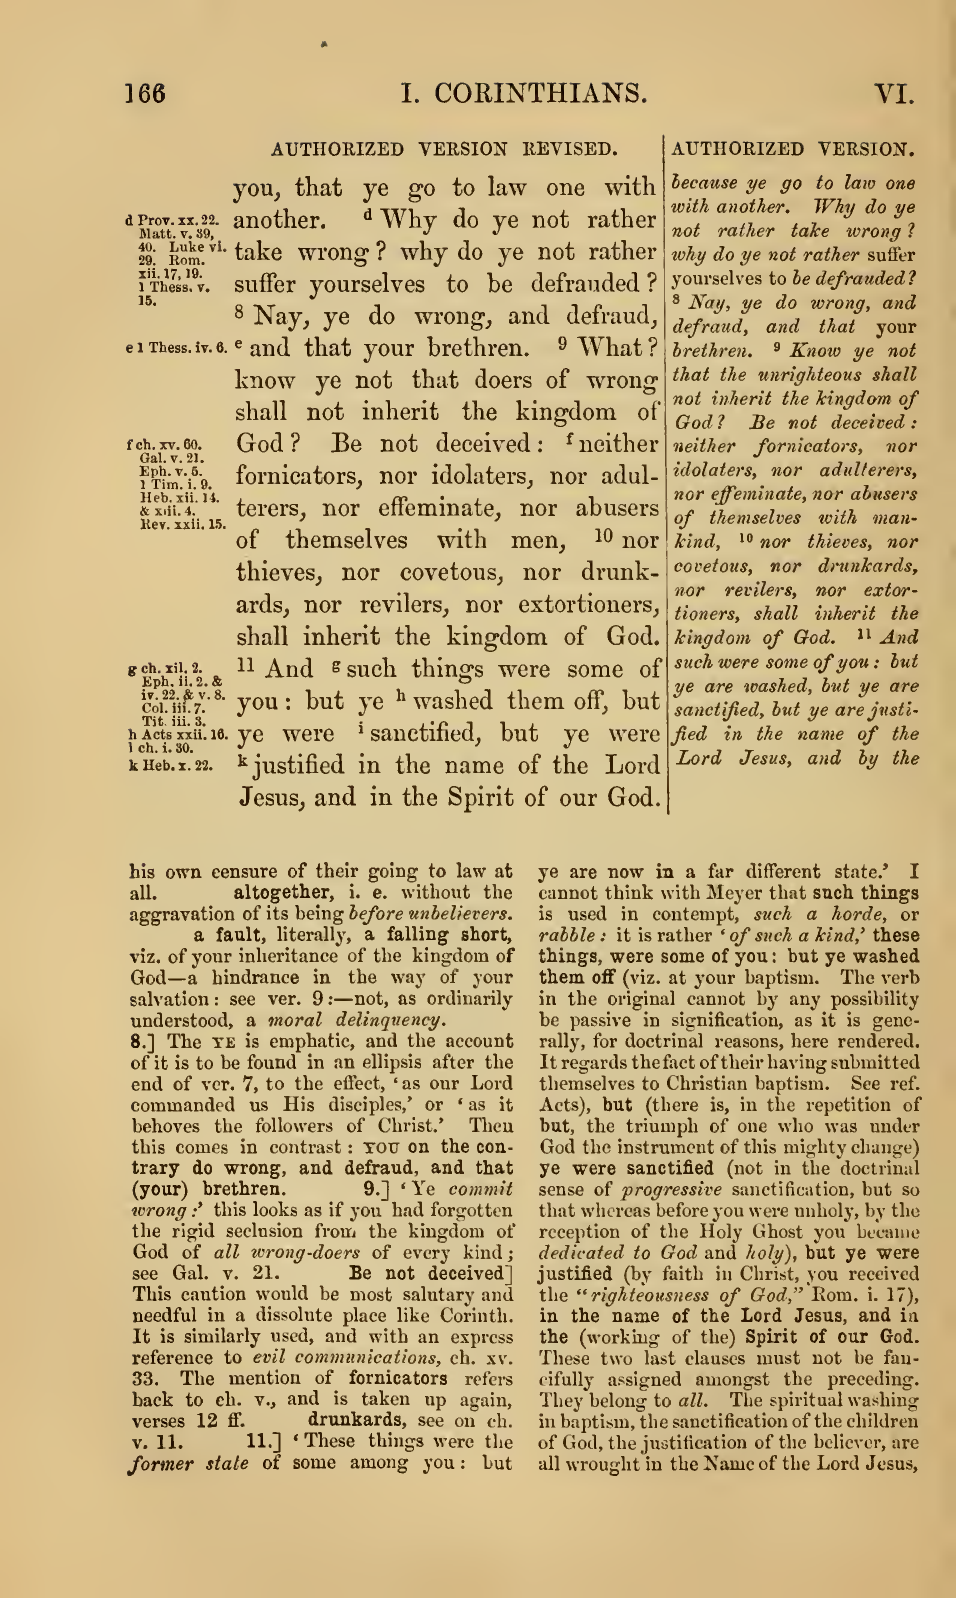 166 I. CORINTHIANS. VI.
AUTHORIZED VERSION REVISED.
you, that ye go to law one with
another. d Why do ye not rather
take wrong? why do ye not rather
suffer yourselves to be defrauded?
8 Nay, ye do wrong, and defraud,
e and that your brethren. 9 What?
know ye not that doers of wrong
shall not inherit the kingdom of
God? Be not deceived: f neither
fornicators, nor idolaters, nor adul-
terers, nor effeminate, nor abusers
of themselves with men, 10 nor
thieves, nor covetous, nor drunk-
ards, nor revilers, nor extortioners,
shall inherit the kingdom of God.
11 And g such things were some of
you: but ye h washed them off, but
ye were i sanctified, but ye were
k justified in the name of the Lord
Jesus, and in the Spirit of our God.
d Prov. xx. 22.
Matt. v. 39,
40. Luke vi.
29. Rom.
xii. 17, 19.
1 Thess. v.
15.
e 1 Thess. iv. 6.
f ch. xv. 60.
Gal. v. 21.
Eph. v. 5.
1 Tim. i. 9.
Heb. xii. 14.
& xiii. 4.
Rev. xxii. 15.
g ch. xii. 2.
Eph. ii. 2. &
iv. 22. & v. 8.
Col. iii. 7.
Tit. iii. 3.
h Acts xxii. 16.
i ch. i. 30.
k Heb. x. 22.
AUTHORIZED VERSION.
because ye go to law one
with another. Why do ye
not rather take wrong?
why do ye not rather suffer
yourselves to be defrauded?
8 Nay, ye do wrong, and
defraud, and that your
brethren. 9 Know ye not
that the unrighteous shall
not inherit the kingdom of
God? Be not deceived:
neither fornicators, nor
idolaters, nor adulterers,
nor effeminate, nor abusers
of themselves with man-
kind, 10 nor thieves, nor
covetous, nor drunkards,
nor revilers, nor extor-
tioners, shall inherit the
kingdom of God. 11 And
such were some of you: but
ye are washed, but ye are
sanctified, but ye are justi-
fied in the name of the
Lord Jesus, and by the
his own censure of their going to law at
all. altogether, i. e. without the
aggravation of its being before unbelievers.
a fault, literally, a falling short,
viz. of your inheritance of the kingdom of
God—a hindrance in the way of your
salvation: see ver. 9:—not, as ordinarily
understood, a moral delinquency.
8.] The YE is emphatic, and the account
of it is to be found in an ellipsis after the
end of ver. 7, to the effect, 'as our Lord
commanded us His disciples,' or 'as it
behoves the followers of Christ.' Then
this comes in contrast: YOU on the con-
trary do wrong, and defraud, and that
(your) brethren. 9.] 'Ye commit
wrong:' this looks as if you had forgotten
the rigid seclusion from the kingdom of
God of all wrong-doers of every kind;
see Gal. v. 21. Be not deceived]
This caution would be most salutary and
needful in a dissolute place like Corinth.
It is similarly used, and with an express
reference to evil communications, ch. xv.
33. The mention of fornicators refers
back to ch. v., and is taken up again,
verses 12 ff. drunkards, see on ch.
v. 11. 11.] 'These things were the
former state of some among you: but
ye are now in a far different state.' I
cannot think with Meyer that such things
is used in contempt, such a horde, or
rabble: it is rather 'of such a kind,' these
things, were some of you: but ye washed
them off (viz. at your baptism. The verb
in the original cannot by any possibility
be passive in signification, as it is gene-
rally, for doctrinal reasons, here rendered.
It regards the fact of their having submitted
themselves to Christian baptism. See ref.
Acts), but (there is, in the repetition of
but, the triumph of one who was under
God the instrument of this mighty change)
ye were sanctified (not in the doctrinal
sense of progressive sanctification, but so
that whereas before you were unholy, by the
reception of the Holy Ghost you became
dedicated to God and holy), but ye were
justified (by faith in Christ, you received
the "righteousness of God," Rom. i. 17),
in the name of the Lord Jesus, and in
the (working of the) Spirit of our God.
These two last clauses must not be fan-
cifully assigned amongst the preceding.
They belong to all. The spiritual washing
in baptism, the sanctification of the children
of God, the justification of the believer, are
all wrought in the Name of the Lord Jesus,